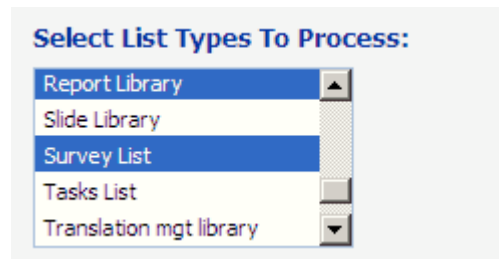 Select List Types To Process:
Report Library
Slide Library
Survey List
Tasks List
Translation mgt library